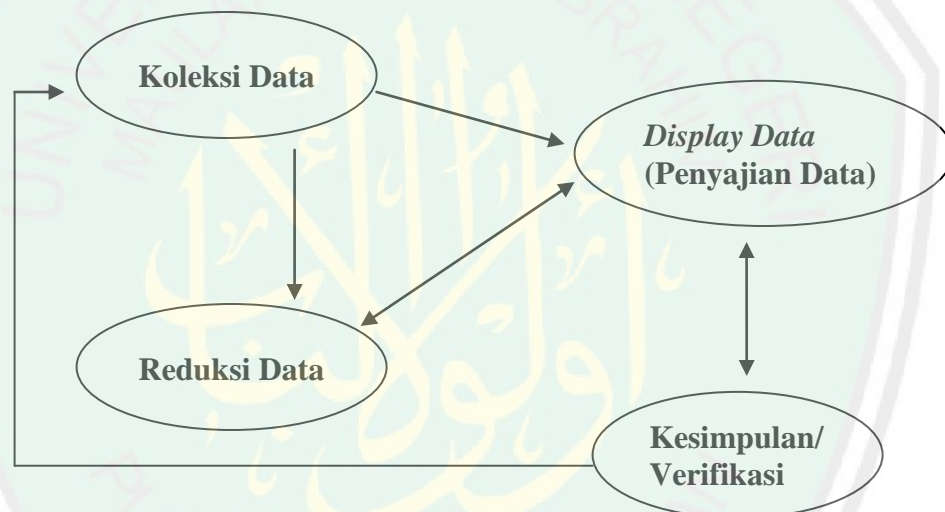 Koleksi Data
Display Data
(Penyajian Data)
Reduksi Data
Kesimpulan/
Verifikasi